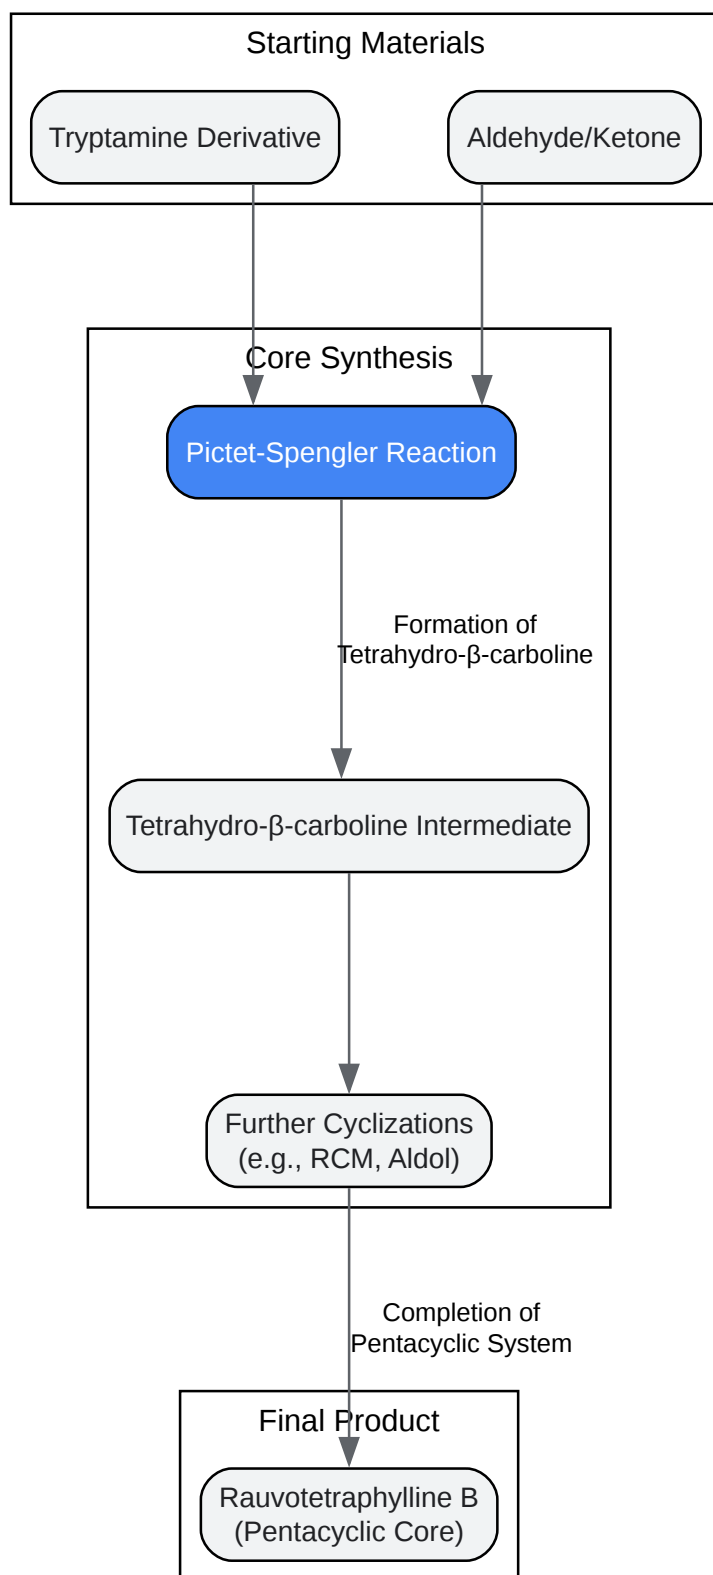 Starting Materials
Tryptamine Derivative
Aldehyde/Ketone
Core Synthesis
Pictet-Spengler Reaction
Formation of
Tetrahydro-β-carboline
Tetrahydro-β-carboline Intermediate
Further Cyclizations
(e.g., RCM, Aldol)
Completion of
Pentacyclic System
Final Product
Rauvotetraphylline B
(Pentacyclic Core)